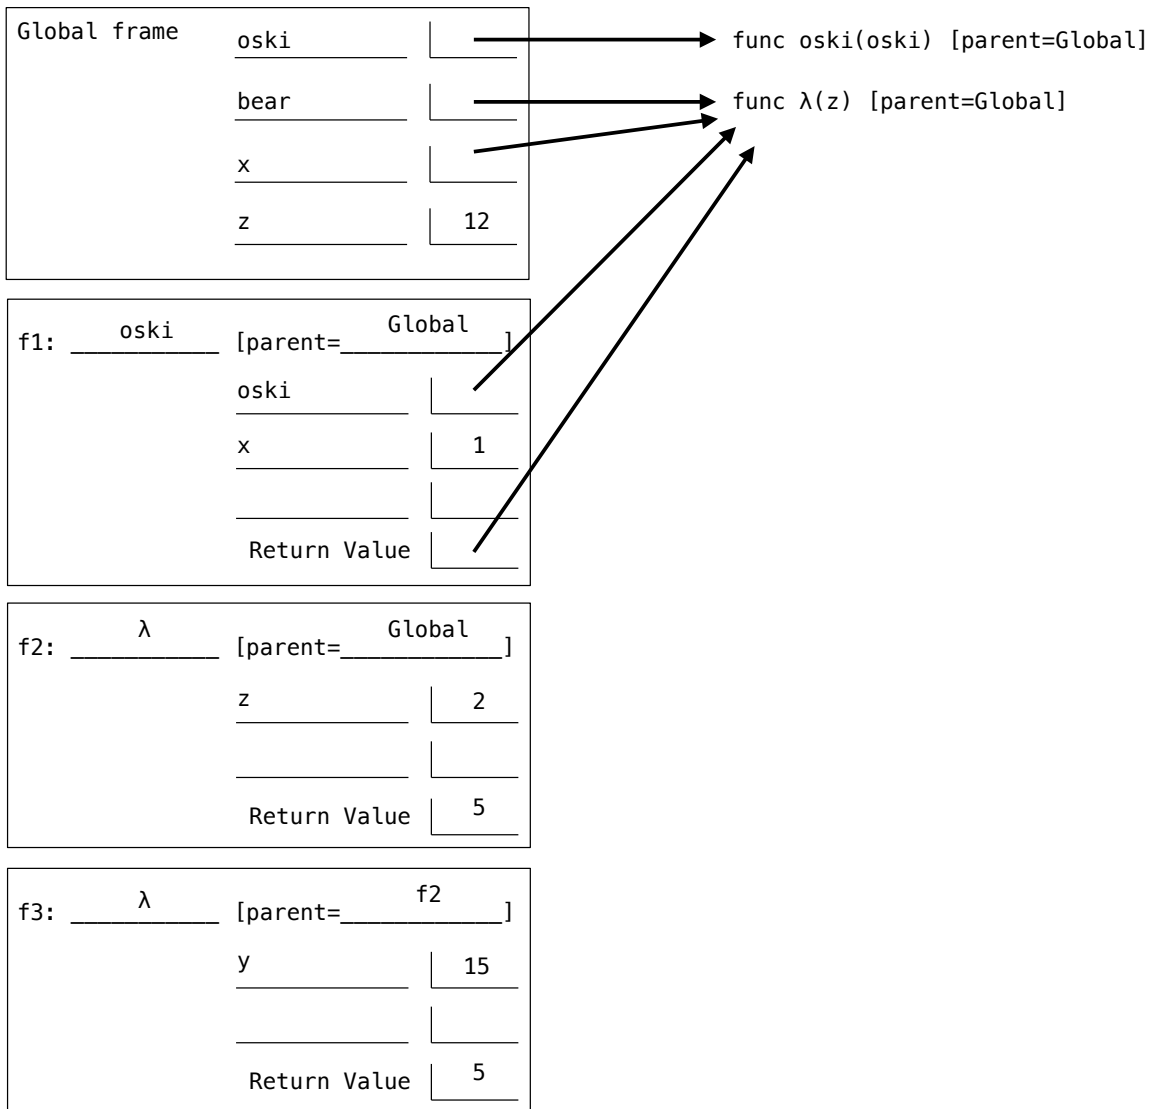 Global frame oski func oski(oski) [parent=Global]
bear func λ(z) [parent=Global]
x
z 12
f1: oski [parent=Global]
oski
x 1
Return Value
f2: λ [parent=Global]
z 2
Return Value 5
f3: λ [parent=f2]
y 15
Return Value 5